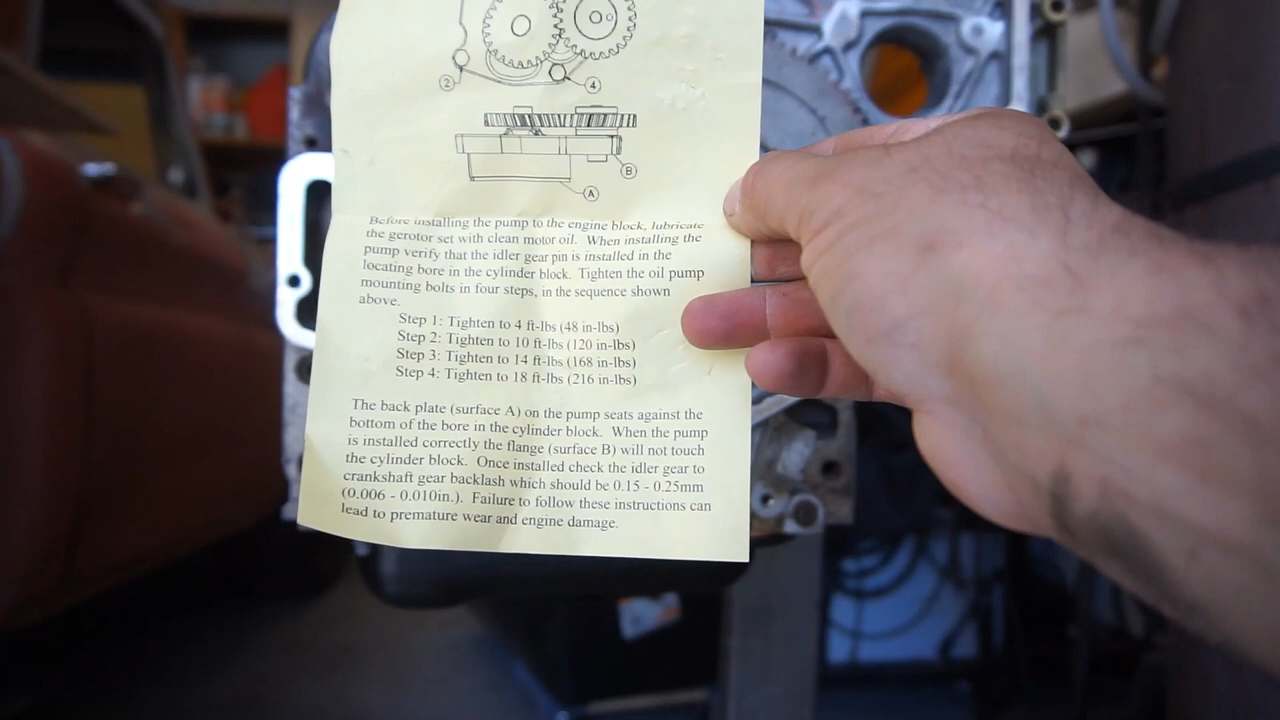 2
4
B
A
Before installing the pump to the engine block, lubricate
the gerotor set with clean motor oil. When installing the
pump verify that the idler gear pin is installed in the
locating bore in the cylinder block. Tighten the oil pump
mounting bolts in four steps, in the sequence shown
above.
Step 1: Tighten to 4 ft-lbs (48 in-lbs)
Step 2: Tighten to 10 ft-lbs (120 in-lbs)
Step 3: Tighten to 14 ft-lbs (168 in-lbs)
Step 4: Tighten to 18 ft-lbs (216 in-lbs)
The back plate (surface A) on the pump seats against the
bottom of the bore in the cylinder block. When the pump
is installed correctly the flange (surface B) will not touch
the cylinder block. Once installed check the idler gear to
crankshaft gear backlash which should be 0.15 - 0.25mm
(0.006 - 0.010in.). Failure to follow these instructions can
lead to premature wear and engine damage.